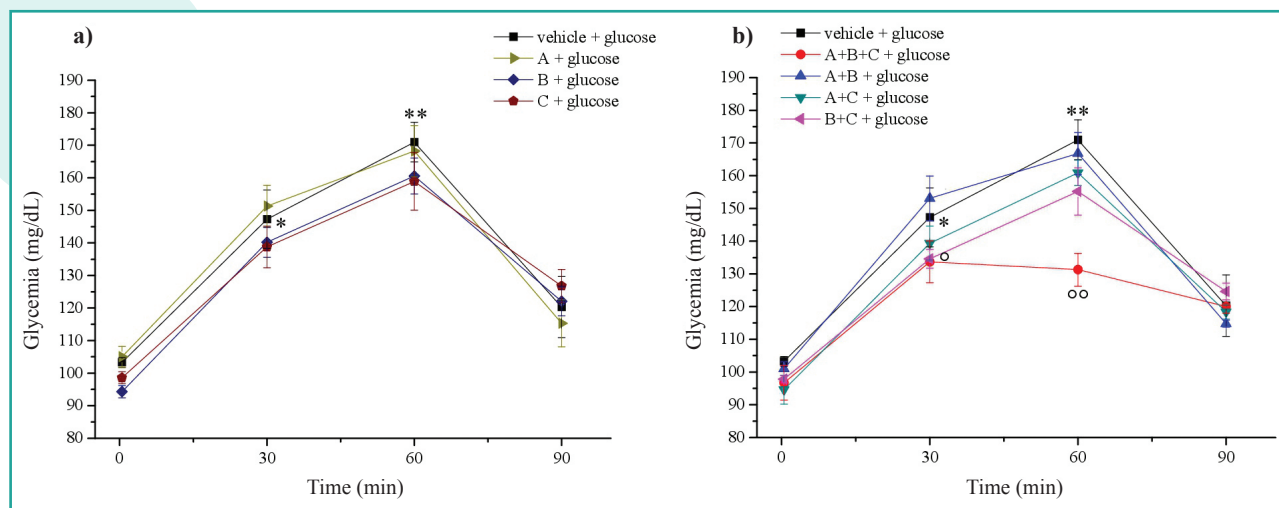 a)
vehicle + glucose
A + glucose
B + glucose
C + glucose
Glycemia (mg/dL)
190
180
170
160
150
140
130
120
110
100
90
80
**
*
0 30 60 90
Time (min)
b)
vehicle + glucose
A+B+C + glucose
A+B + glucose
A+C + glucose
B+C + glucose
Glycemia (mg/dL)
190
180
170
160
150
140
130
120
110
100
90
80
**
*
°
°°
0 30 60 90
Time (min)